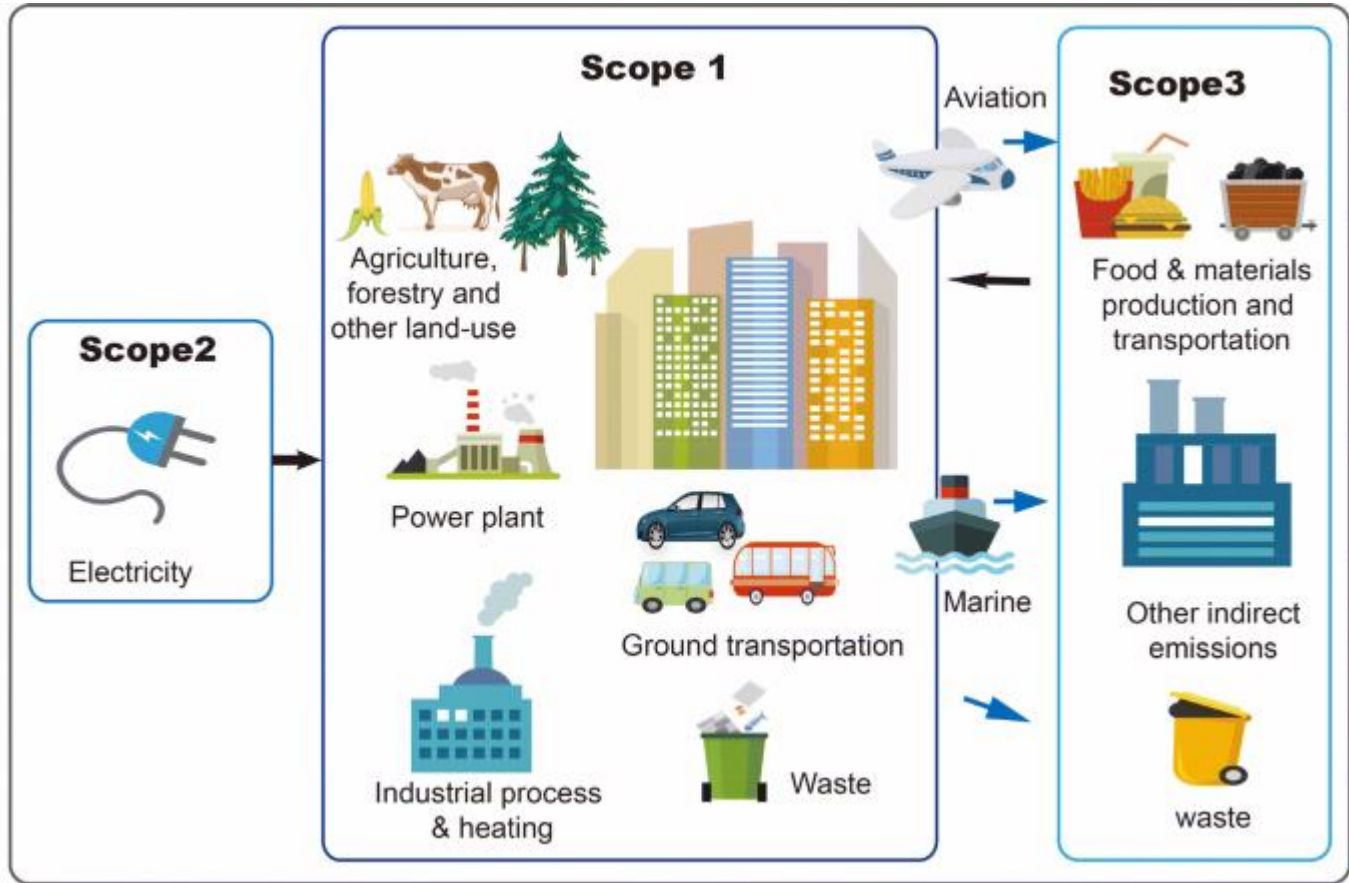 Scope 1
Agriculture,
forestry and
other land-use
Power plant
Ground transportation
Industrial process
& heating
Waste
Scope2
Electricity
Aviation
Marine
Scope3
Food & materials
production and
transportation
Other indirect
emissions
waste